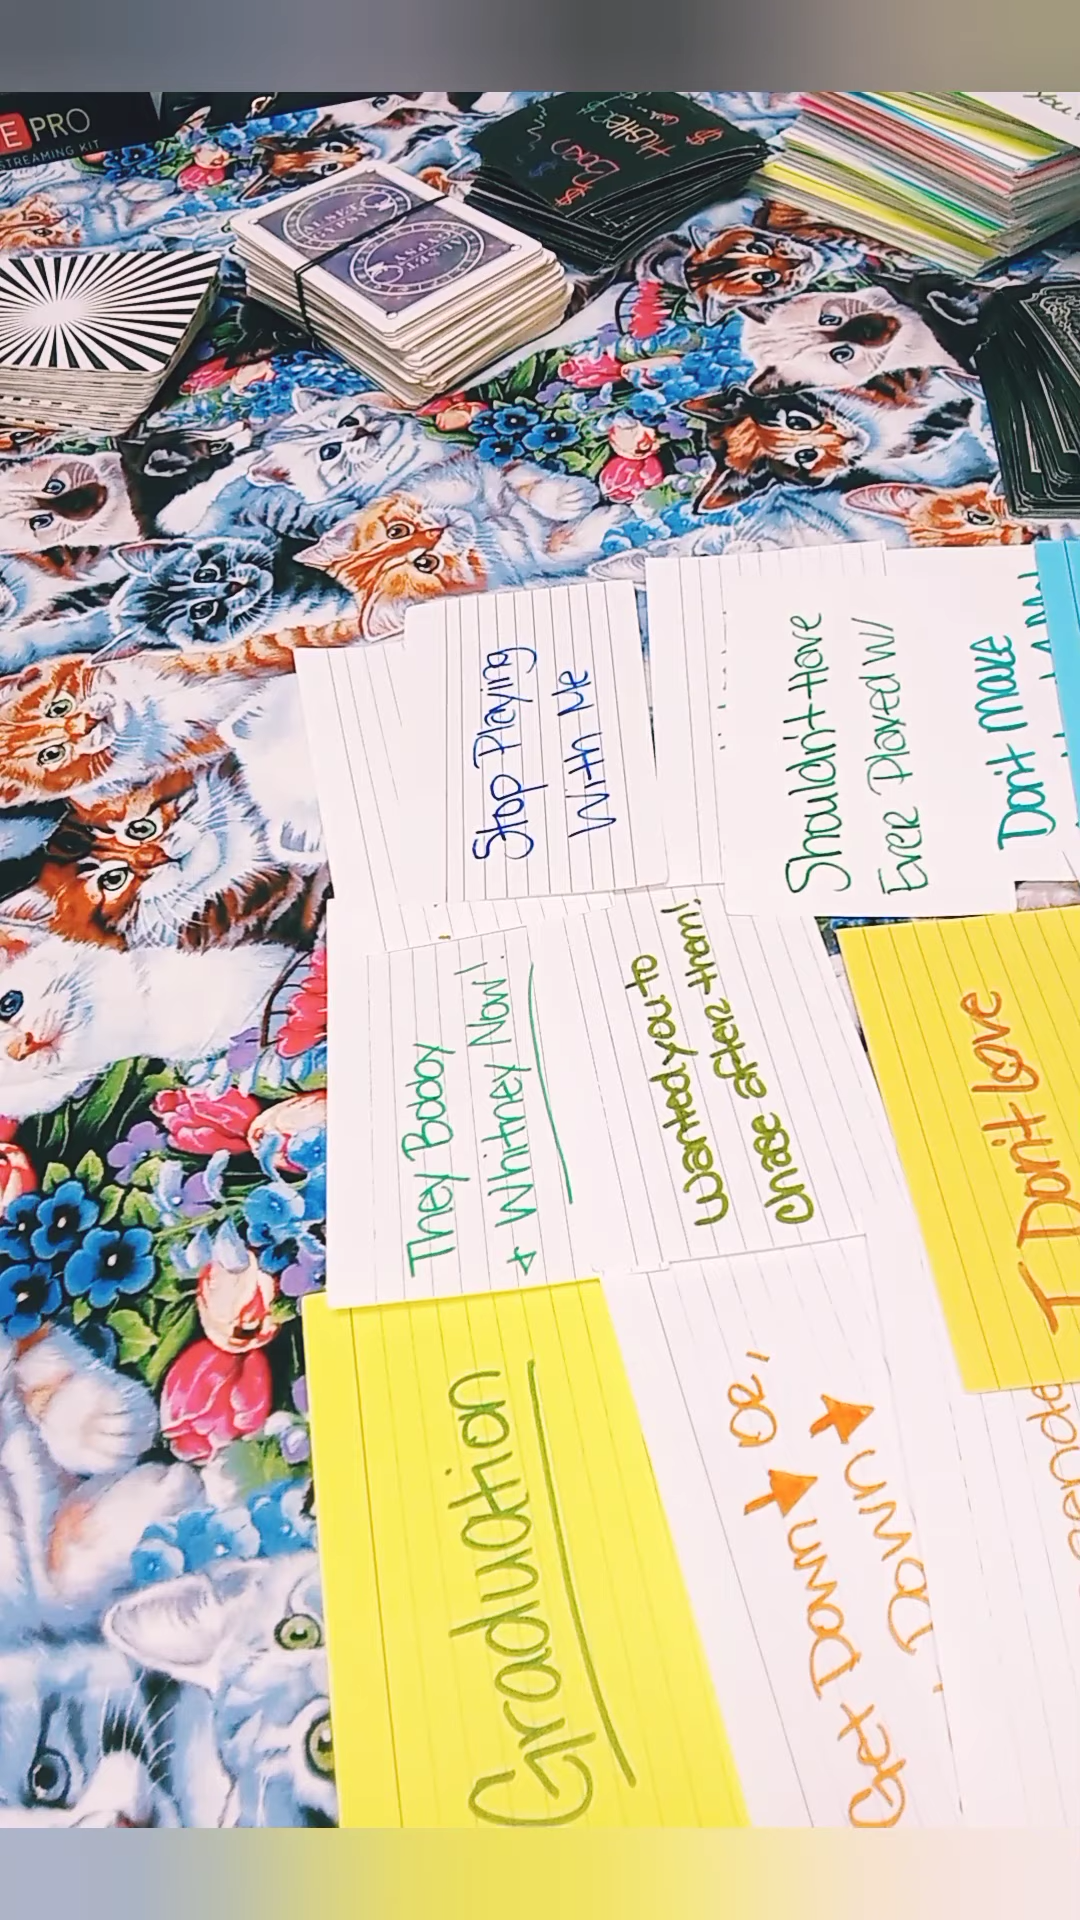 E PRO
STREAMING KIT
Stop Playing
With Me
Shouldn't Have
Ever Played W/
Don't Make
They Bobby
& Whitney Now!
Wanted you to
chase after them!
I Don't love
Graduation
Get Down or,
Down